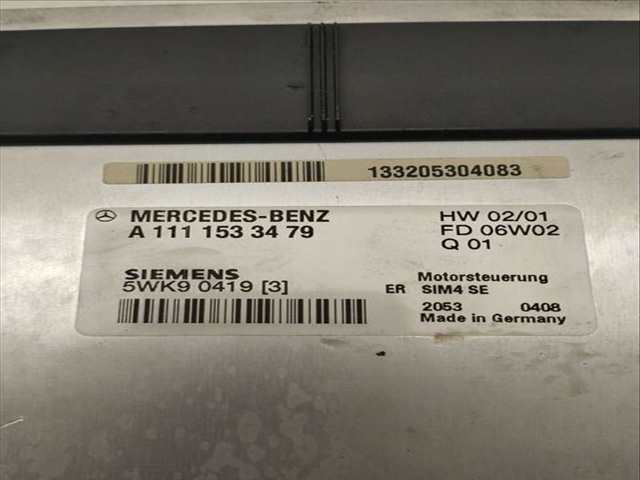 133205304083
MERCEDES-BENZ
A 111 153 34 79
HW 02/01
FD 06W02
Q 01
SIEMENS
5WK9 0419 [3]
Motorsteuerung
ER SIM4 SE
2053 0408
Made in Germany